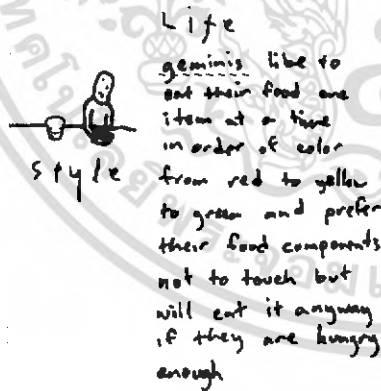 Life
geminis like to
eat their food one
item at a time
in order of color
from red to yellow
to green and prefer
their food components
not to touch but
will eat it anyway
if they are hungry
enough
style